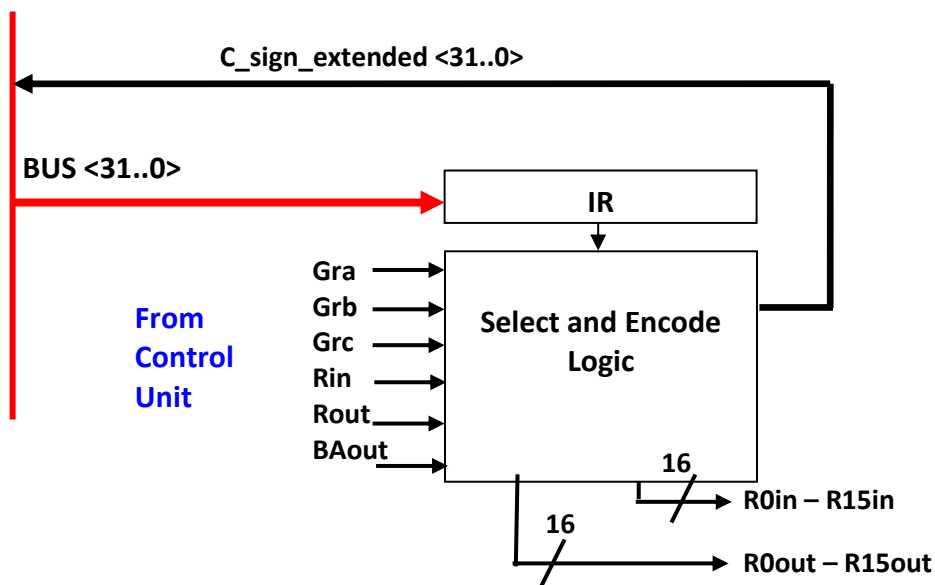 C_sign_extended <31..0>
BUS <31..0>
IR
Gra
Grb
Grc
Rin
Rout
BAout
From
Control
Unit
Select and Encode
Logic
16
R0in – R15in
16
R0out – R15out